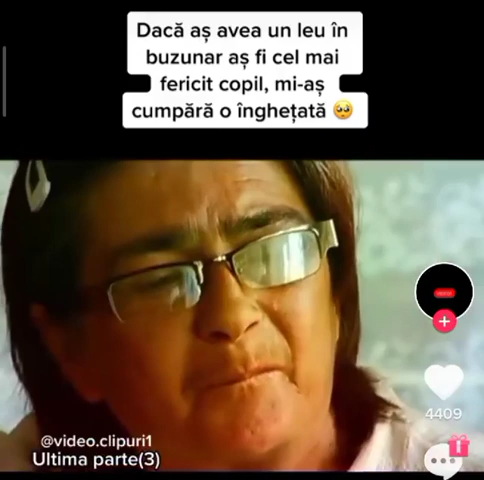 Dacă aș avea un leu în
buzunar aș fi cel mai
fericit copil, mi-aș
cumpără o înghețată 🥺
4409
@video.clipuri1
Ultima parte(3)